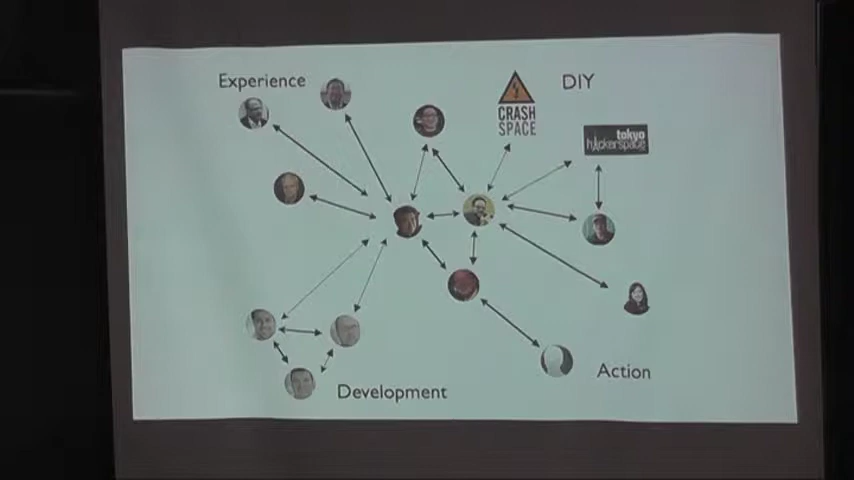 Experience
DIY
CRASH
SPACE
tokyo
hackerspace
Development
Action